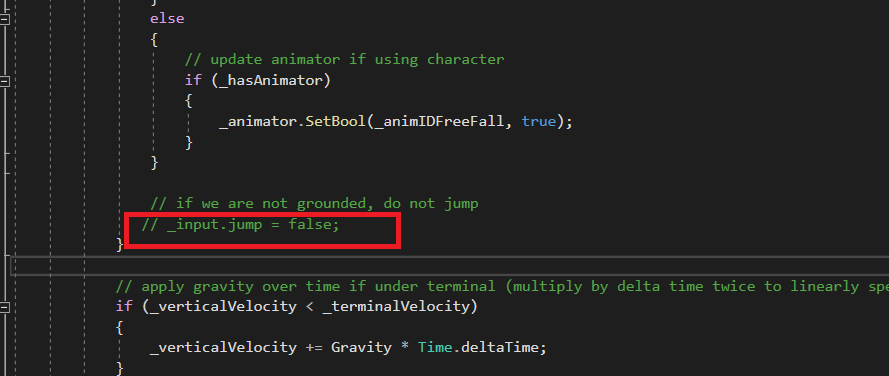 }
else
{
// update animator if using character
if (_hasAnimator)
{
_animator.SetBool(_animIDFreeFall, true);
}
}
// if we are not grounded, do not jump
// _input.jump = false;
}
// apply gravity over time if under terminal (multiply by delta time twice to linearly spe
if (_verticalVelocity < _terminalVelocity)
{
_verticalVelocity += Gravity * Time.deltaTime;
}